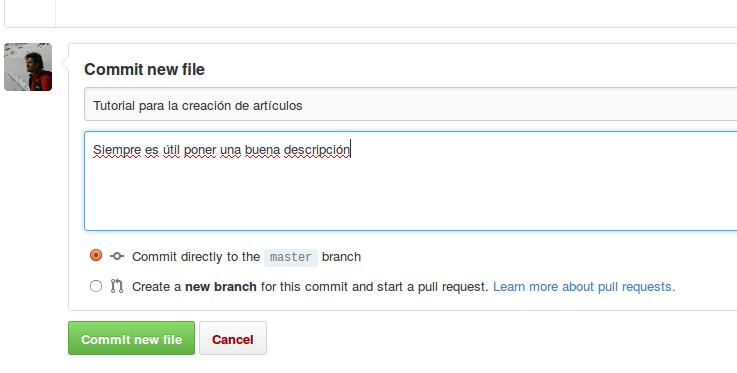 Commit new file
Tutorial para la creación de artículos
Siempre es útil poner una buena descripción
Commit directly to the master branch
Create a new branch for this commit and start a pull request. Learn more about pull requests.
Commit new file
Cancel